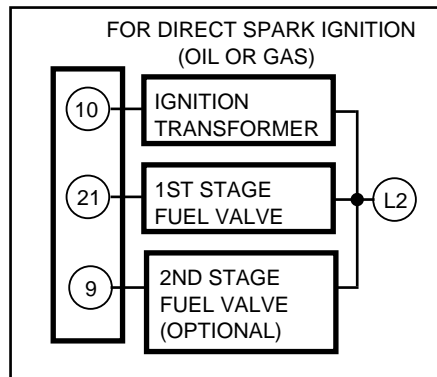 FOR DIRECT SPARK IGNITION
(OIL OR GAS)
10
IGNITION
TRANSFORMER
21
1ST STAGE
FUEL VALVE
L2
9
2ND STAGE
FUEL VALVE
(OPTIONAL)